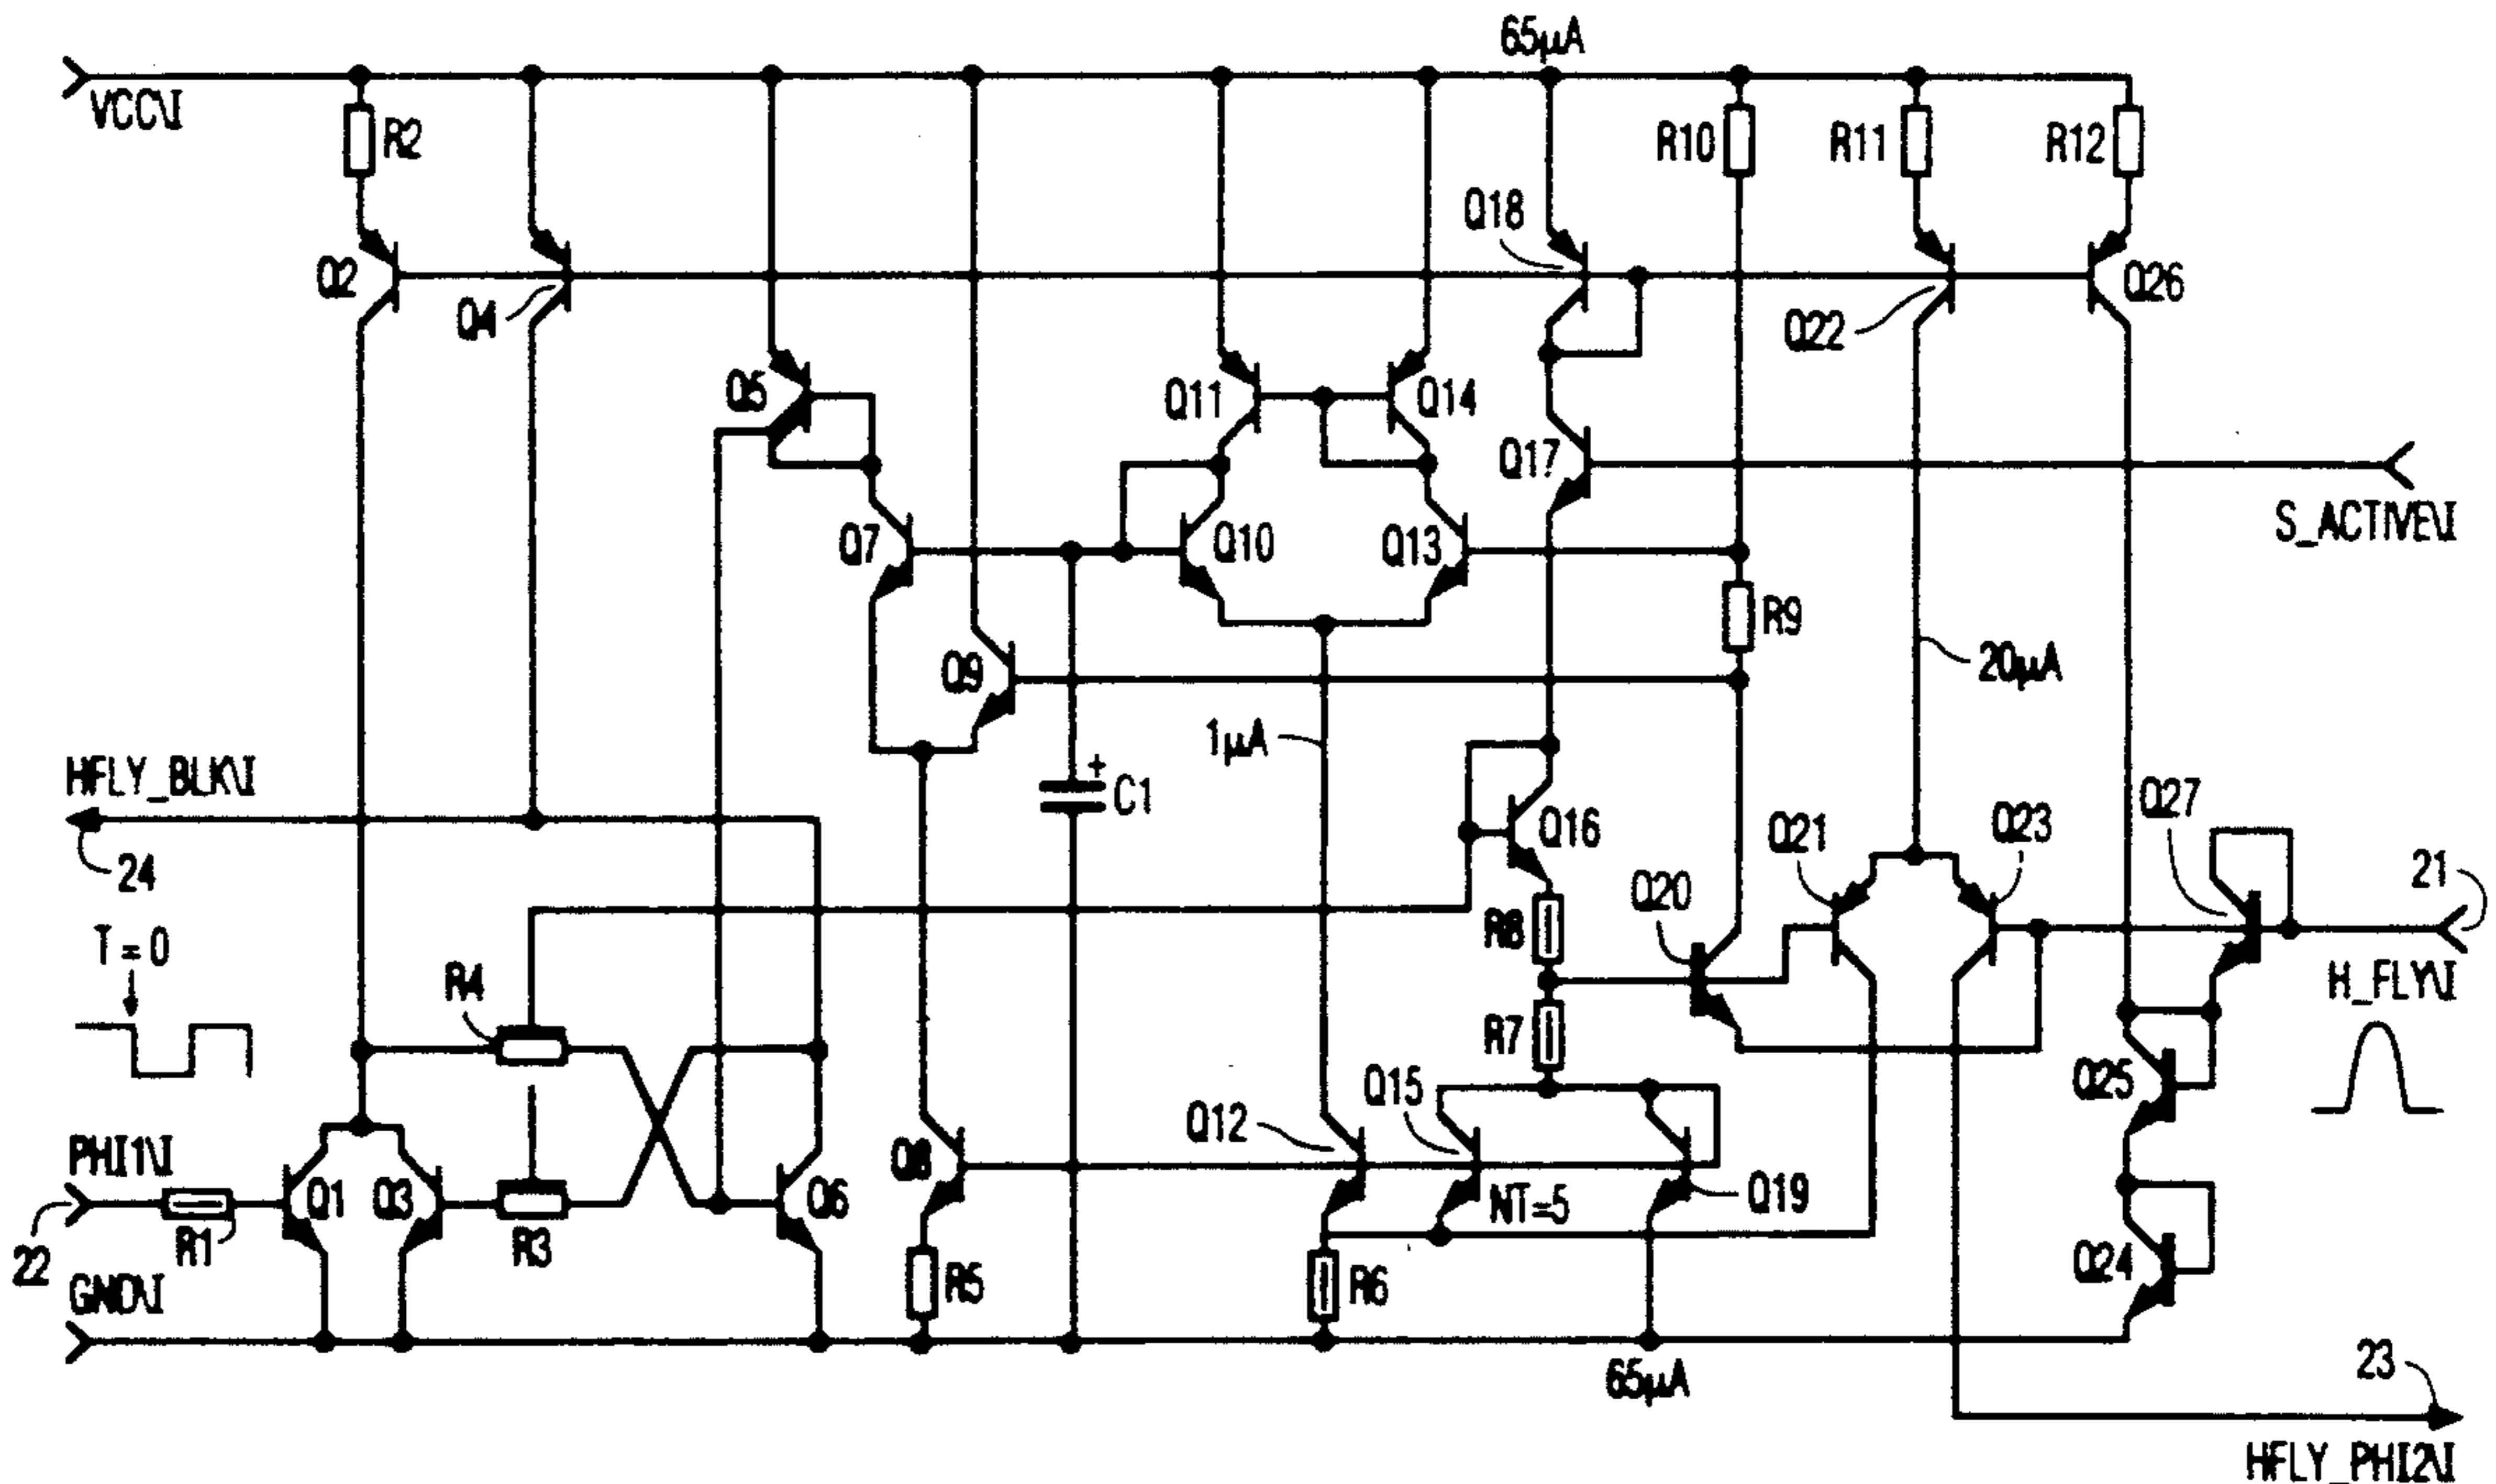 65µA
VCC\I
R2
R10
R11
R12
Q18
Q2
Q4
Q22
Q26
Q5
Q11
Q14
Q17
S_ACTIVE\I
Q7
Q10
Q13
R9
Q9
20µA
1µA
HFLY_BLK\I
+
C1
Q16
Q21
Q23
Q27
24
21
T=0
R8
Q20
R4
H_FLY\I
R7
Q15
Q25
Q12
PHI1\I
Q1
Q3
Q6
Q8
NT=5
Q19
22
R1
R3
GND\I
R5
R6
Q24
65µA
23
HFLY_PHI2\I